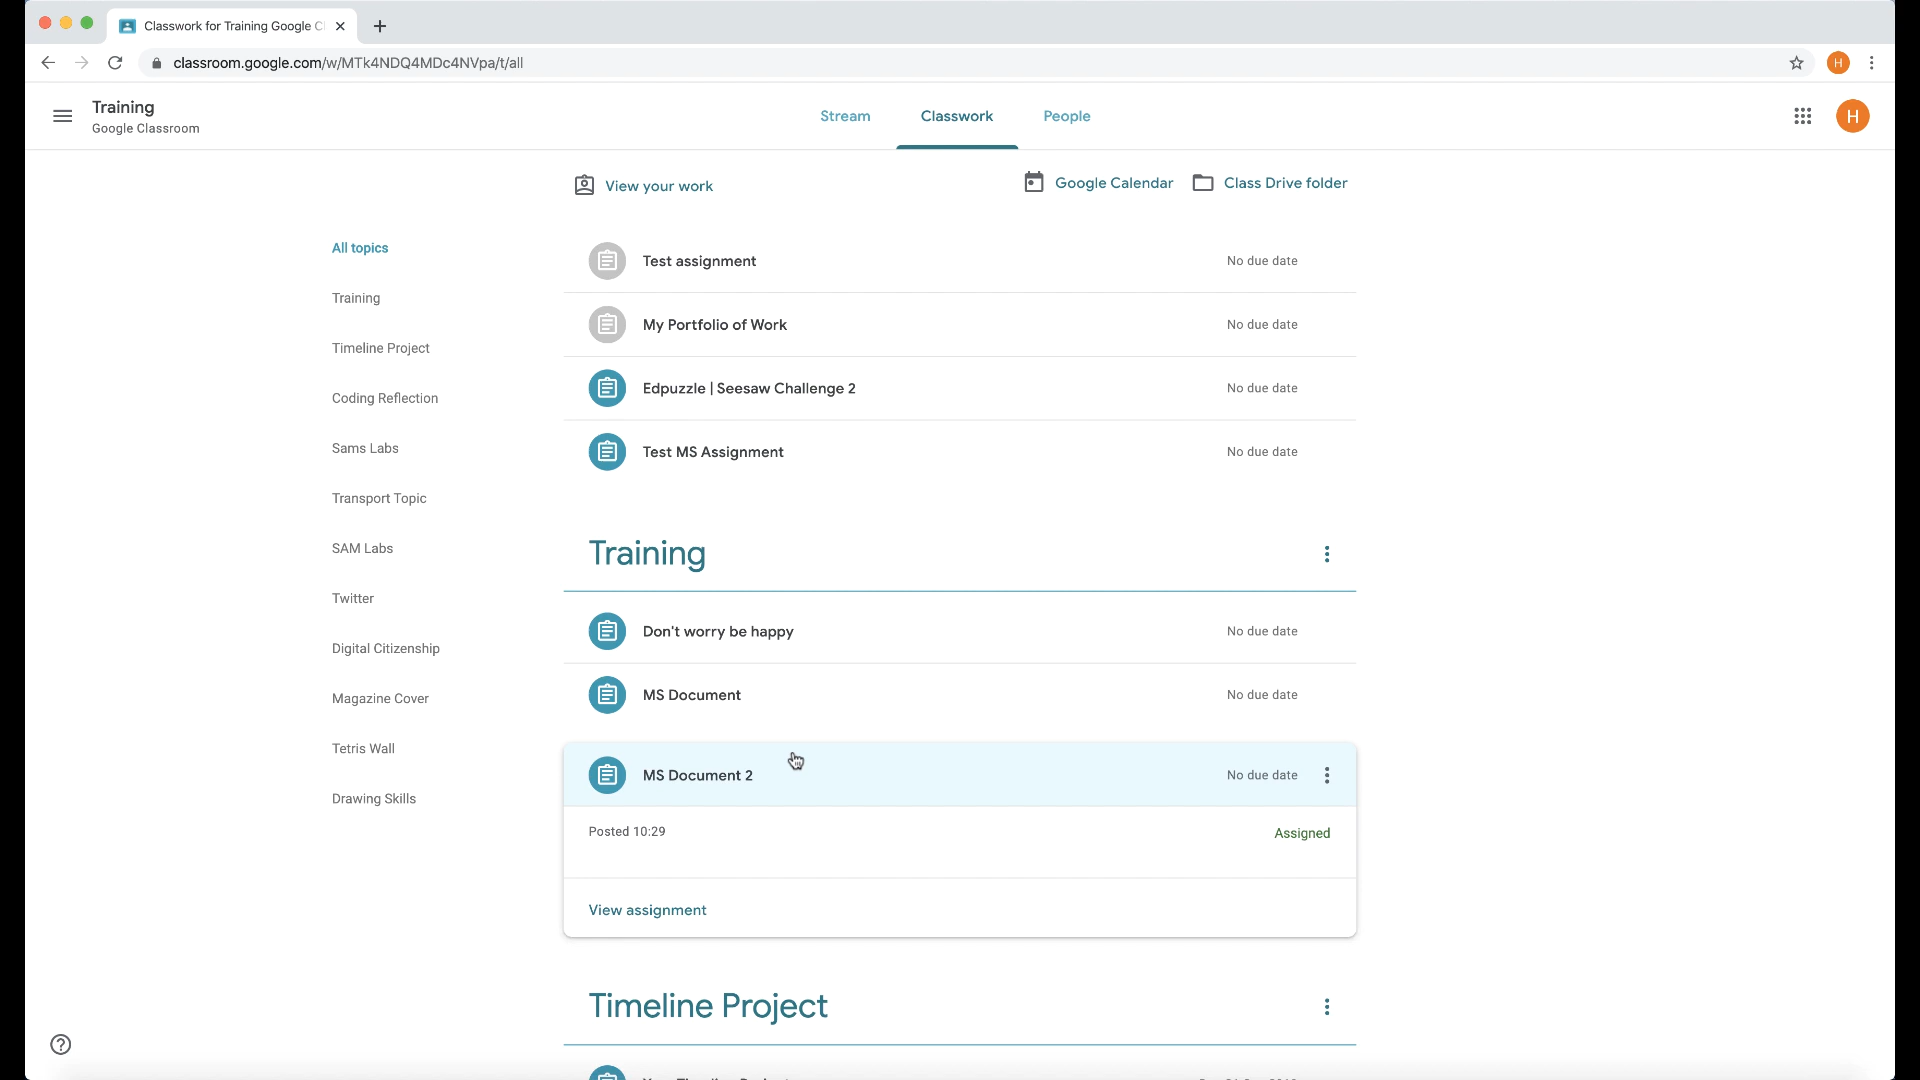 Classwork for Training Google Cl
classroom.google.com/w/MTk4NDQ4MDc4NVpa/t/all
H
Training
Google Classroom
Stream
Classwork
People
H
View your work
Google Calendar
Class Drive folder
All topics
Training
Timeline Project
Coding Reflection
Sams Labs
Transport Topic
SAM Labs
Twitter
Digital Citizenship
Magazine Cover
Tetris Wall
Drawing Skills
Test assignment No due date
My Portfolio of Work No due date
Edpuzzle | Seesaw Challenge 2 No due date
Test MS Assignment No due date
Training
Don't worry be happy No due date
MS Document No due date
MS Document 2 No due date
Posted 10:29 Assigned
View assignment
Timeline Project